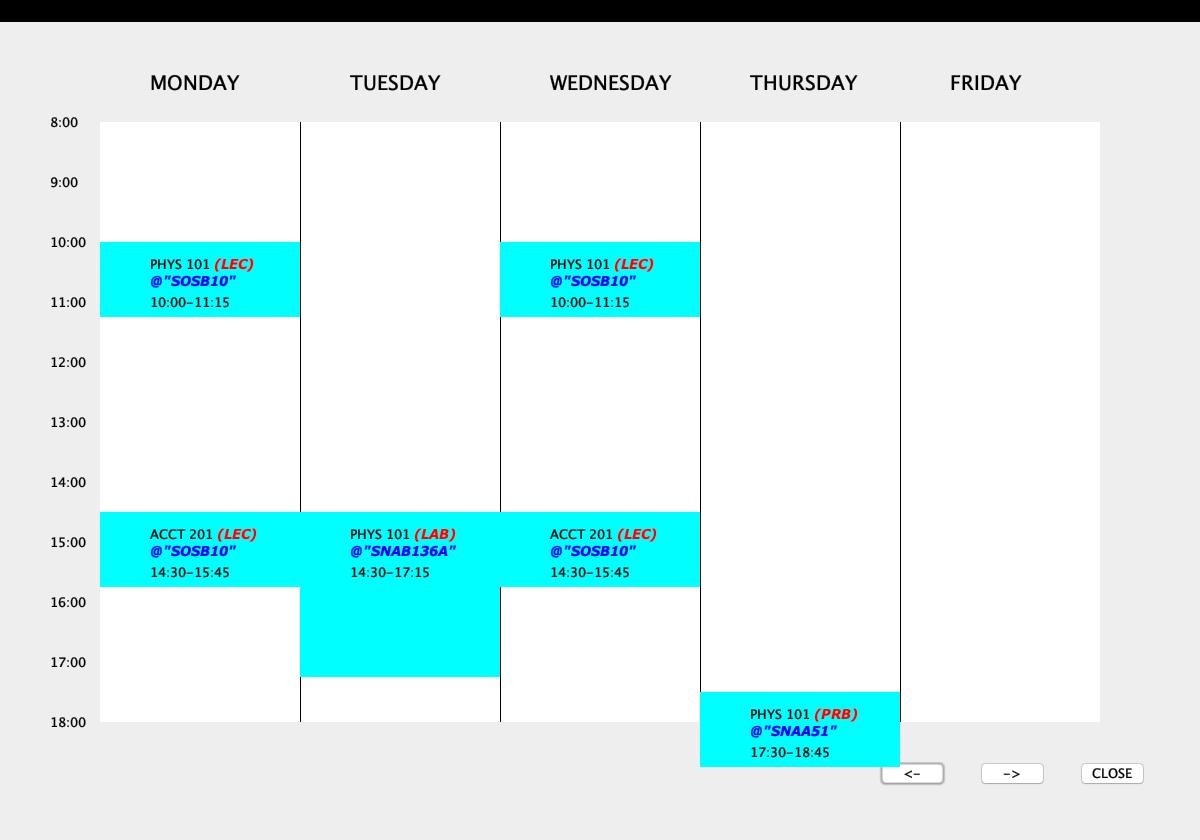 MONDAY TUESDAY WEDNESDAY THURSDAY FRIDAY
8:00
9:00
10:00
PHYS 101 (LEC) PHYS 101 (LEC)
@"SOSB10" @"SOSB10"
11:00 10:00–11:15 10:00–11:15
12:00
13:00
14:00
ACCT 201 (LEC) PHYS 101 (LAB) ACCT 201 (LEC)
15:00
@"SOSB10" @"SNAB136A" @"SOSB10"
14:30–15:45 14:30–17:15 14:30–15:45
16:00
17:00
PHYS 101 (PRB)
18:00
@"SNAA51"
17:30–18:45
<– –> CLOSE